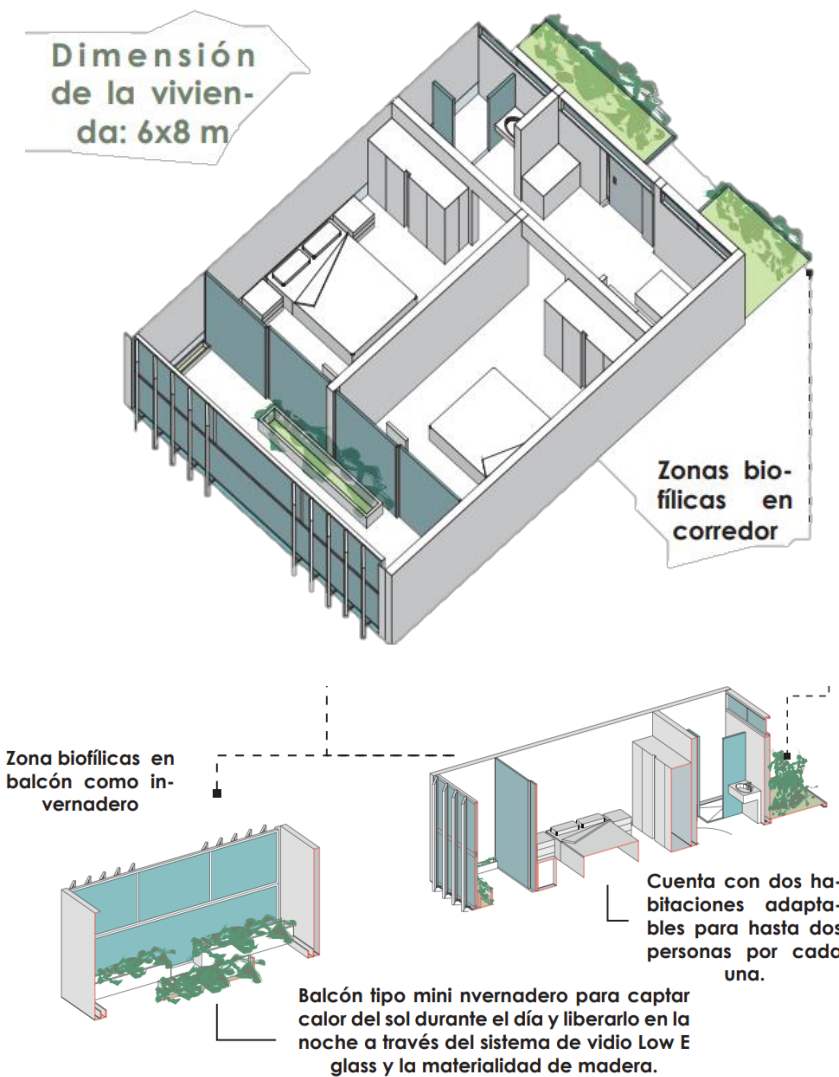 Dimensión
de la vivien-
da: 6x8 m
Zonas bio-
fílicas en
corredor
Zona biofílicas en
balcón como in-
vernadero
Cuenta con dos ha-
bitaciones adapta-
bles para hasta dos
personas por cada
una.
Balcón tipo mini nvernadero para captar
calor del sol durante el día y liberarlo en la
noche a través del sistema de vidio Low E
glass y la materialidad de madera.